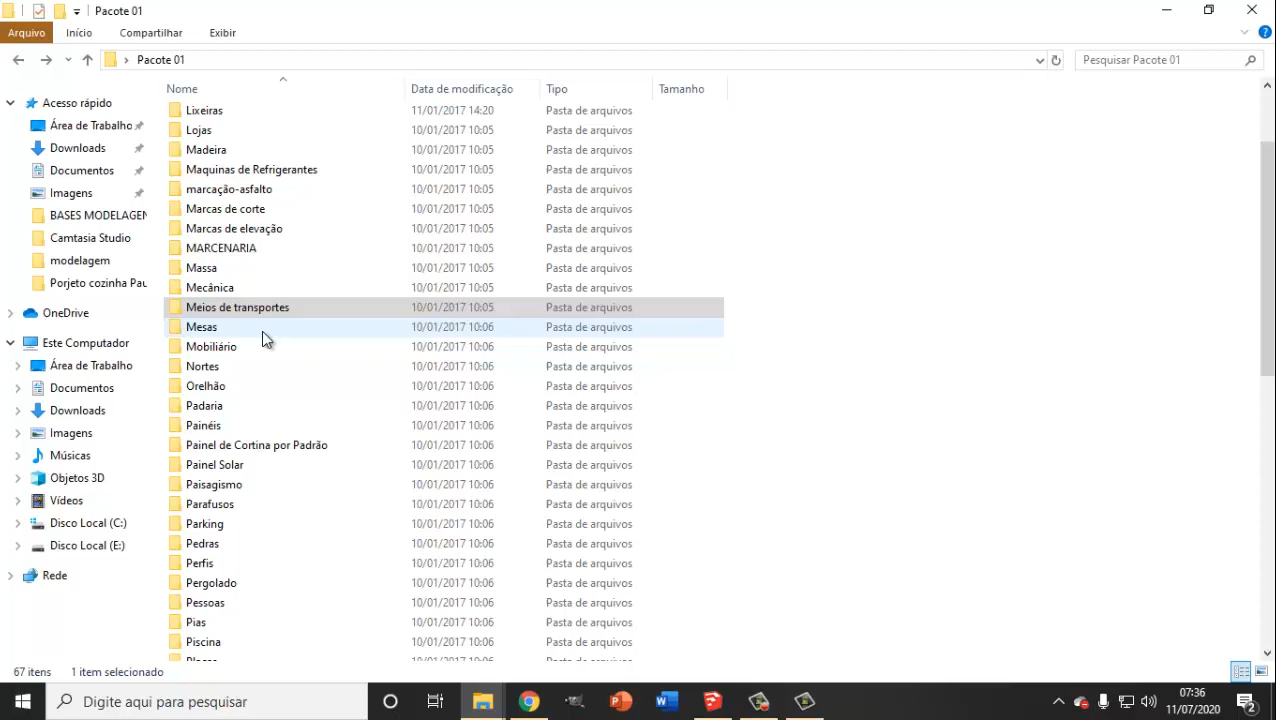 Pacote 01
Arquivo Início Compartilhar Exibir
Pacote 01 Pesquisar Pacote 01
Nome Data de modificação Tipo Tamanho
Acesso rápido
Área de Trabalho
Downloads
Documentos
Imagens
BASES MODELAGEN
Camtasia Studio
modelagem
Porjeto cozinha Pau
OneDrive
Este Computador
Área de Trabalho
Documentos
Downloads
Imagens
Músicas
Objetos 3D
Vídeos
Disco Local (C:)
Disco Local (E:)
Rede
Lixeiras 11/01/2017 14:20 Pasta de arquivos
Lojas 10/01/2017 10:05 Pasta de arquivos
Madeira 10/01/2017 10:05 Pasta de arquivos
Maquinas de Refrigerantes 10/01/2017 10:05 Pasta de arquivos
marcação-asfalto 10/01/2017 10:05 Pasta de arquivos
Marcas de corte 10/01/2017 10:05 Pasta de arquivos
Marcas de elevação 10/01/2017 10:05 Pasta de arquivos
MARCENARIA 10/01/2017 10:05 Pasta de arquivos
Massa 10/01/2017 10:05 Pasta de arquivos
Mecânica 10/01/2017 10:05 Pasta de arquivos
Meios de transportes 10/01/2017 10:05 Pasta de arquivos
Mesas 10/01/2017 10:06 Pasta de arquivos
Mobiliário 10/01/2017 10:06 Pasta de arquivos
Nortes 10/01/2017 10:06 Pasta de arquivos
Orelhão 10/01/2017 10:06 Pasta de arquivos
Padaria 10/01/2017 10:06 Pasta de arquivos
Painéis 10/01/2017 10:06 Pasta de arquivos
Painel de Cortina por Padrão 10/01/2017 10:06 Pasta de arquivos
Painel Solar 10/01/2017 10:06 Pasta de arquivos
Paisagismo 10/01/2017 10:06 Pasta de arquivos
Parafusos 10/01/2017 10:06 Pasta de arquivos
Parking 10/01/2017 10:06 Pasta de arquivos
Pedras 10/01/2017 10:06 Pasta de arquivos
Perfis 10/01/2017 10:06 Pasta de arquivos
Pergolado 10/01/2017 10:06 Pasta de arquivos
Pessoas 10/01/2017 10:06 Pasta de arquivos
Pias 10/01/2017 10:06 Pasta de arquivos
Piscina 10/01/2017 10:06 Pasta de arquivos
67 itens 1 item selecionado
Digite aqui para pesquisar
07:36
11/07/2020
2